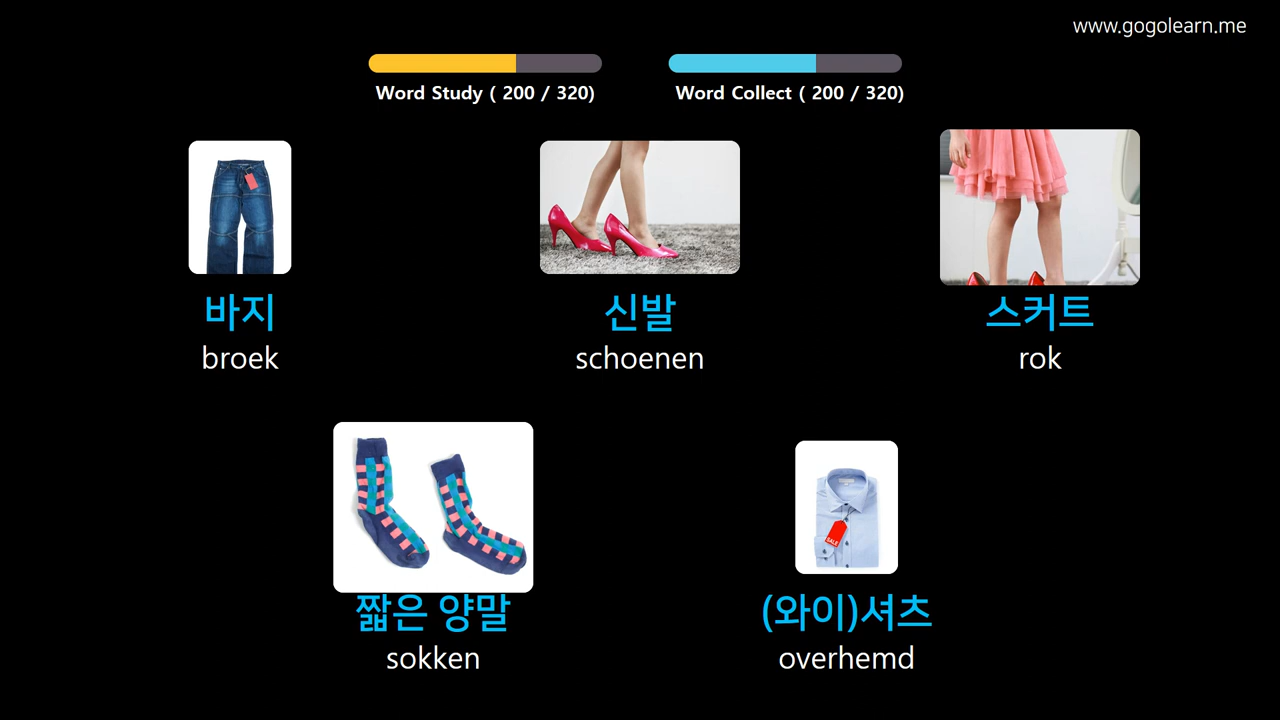 www.gogolearn.me
Word Study ( 200 / 320)
Word Collect ( 200 / 320)
바지
broek
신발
schoenen
스커트
rok
짧은 양말
sokken
SALE
(와이)셔츠
overhemd